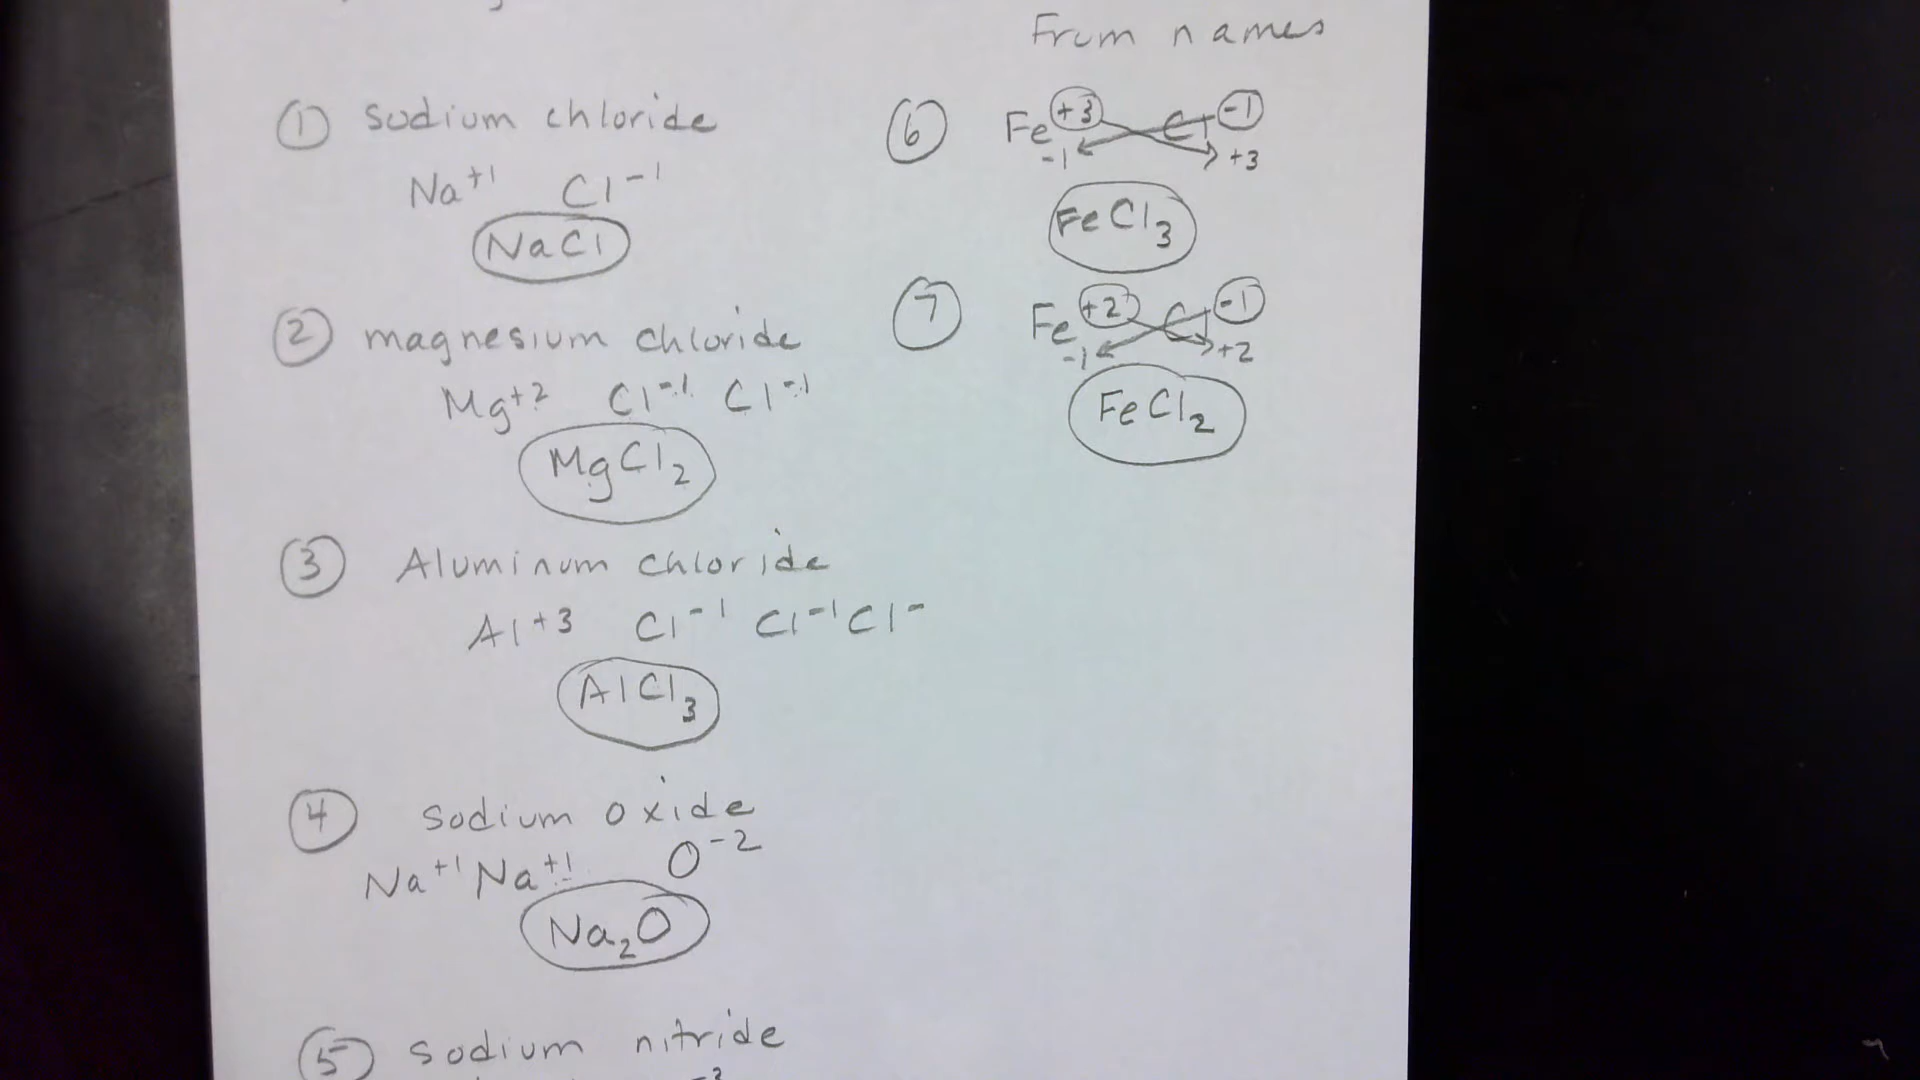 From names
① sodium chloride
Na⁺¹ Cl⁻¹
NaCl
② magnesium chloride
Mg⁺² Cl⁻¹ Cl⁻¹
MgCl₂
③ Aluminum chloride
Al⁺³ Cl⁻¹ Cl⁻¹ Cl⁻
AlCl₃
④ sodium oxide
Na⁺¹ Na⁺¹ O⁻²
Na₂O
⑤ sodium nitride
⁻³
⑥ Fe⁺³ Cl⁻¹
-1 +3
FeCl₃
⑦ Fe⁺² Cl⁻¹
-1 +2
FeCl₂